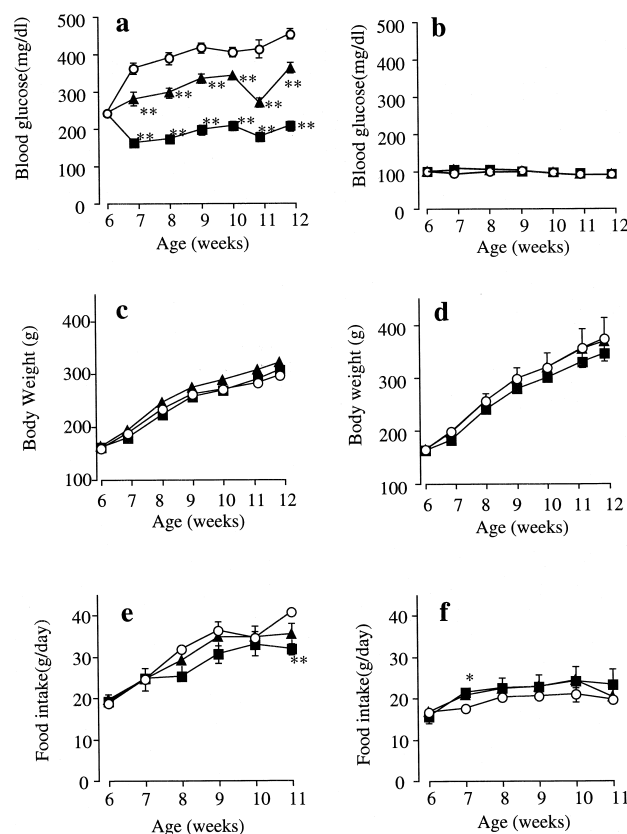 a
Blood glucose(mg/dl)
500
400
300
200
100
0
** ** ** ** ** **
** ** ** ** ** **
6 7 8 9 10 11 12
Age (weeks)
b
Blood glucose(mg/dl)
500
400
300
200
100
0
6 7 8 9 10 11 12
Age (weeks)
c
Body Weight (g)
400
300
200
100
6 7 8 9 10 11 12
Age (weeks)
d
Body weight (g)
400
300
200
100
6 7 8 9 10 11 12
Age (weeks)
e
Food intake(g/day)
40
30
20
10
0
**
6 7 8 9 10 11
Age (weeks)
f
Food intake(g/day)
40
30
20
10
0
*
6 7 8 9 10 11
Age (weeks)